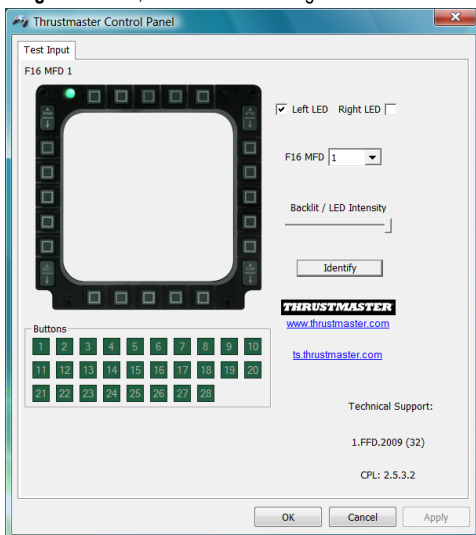 Thrustmaster Control Panel
Test Input
F16 MFD 1
Left LED Right LED
F16 MFD 1
Backlit / LED Intensity
Identify
THRUSTMASTER
www.thrustmaster.com
ts.thrustmaster.com
Buttons
1 2 3 4 5 6 7 8 9 10
11 12 13 14 15 16 17 18 19 20
21 22 23 24 25 26 27 28
Technical Support:
1.FFD.2009 (32)
CPL: 2.5.3.2
OK Cancel Apply